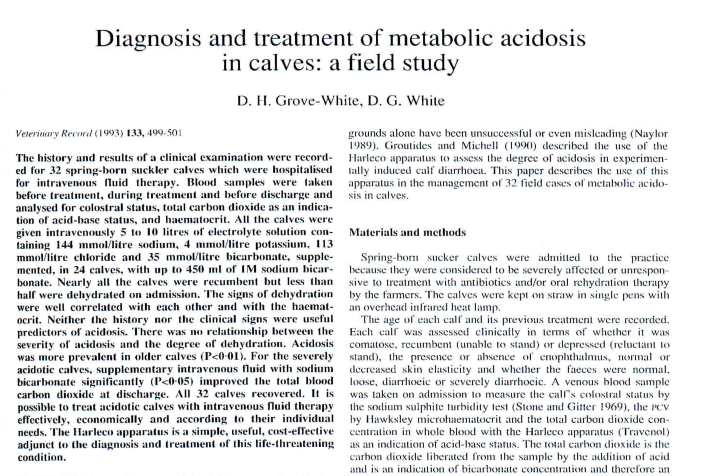 Diagnosis and treatment of metabolic acidosis
in calves: a field study
D. H. Grove-White, D. G. White
Veterinary Record (1993) 133, 499-501
The history and results of a clinical examination were record-
ed for 32 spring-born suckler calves which were hospitalised
for intravenous fluid therapy. Blood samples were taken
before treatment, during treatment and before discharge and
analysed for colostral status, total carbon dioxide as an indica-
tion of acid-base status, and haematocrit. All the calves were
given intravenously 5 to 10 litres of electrolyte solution con-
taining 144 mmol/litre sodium, 4 mmol/litre potassium, 113
mmol/litre chloride and 35 mmol/litre bicarbonate, supple-
mented, in 24 calves, with up to 450 ml of 1M sodium bicar-
bonate. Nearly all the calves were recumbent but less than
half were dehydrated on admission. The signs of dehydration
were well correlated with each other and with the haemat-
ocrit. Neither the history nor the clinical signs were useful
predictors of acidosis. There was no relationship between the
severity of acidosis and the degree of dehydration. Acidosis
was more prevalent in older calves (P<0·01). For the severely
acidotic calves, supplementary intravenous fluid with sodium
bicarbonate significantly (P<0·05) improved the total blood
carbon dioxide at discharge. All 32 calves recovered. It is
possible to treat acidotic calves with intravenous fluid therapy
effectively, economically and according to their individual
needs. The Harleco apparatus is a simple, useful, cost-effective
adjunct to the diagnosis and treatment of this life-threatening
condition.
grounds alone have been unsuccessful or even misleading (Naylor
1989). Groutides and Michell (1990) described the use of the
Harleco apparatus to assess the degree of acidosis in experimen-
tally induced calf diarrhoea. This paper describes the use of this
apparatus in the management of 32 field cases of metabolic acido-
sis in calves.
Materials and methods
Spring-born sucker calves were admitted to the practice
because they were considered to be severely affected or unrespon-
sive to treatment with antibiotics and/or oral rehydration therapy
by the farmers. The calves were kept on straw in single pens with
an overhead infrared heat lamp.
The age of each calf and its previous treatment were recorded.
Each calf was assessed clinically in terms of whether it was
comatose, recumbent (unable to stand) or depressed (reluctant to
stand), the presence or absence of enophthalmus, normal or
decreased skin elasticity and whether the faeces were normal,
loose, diarrhoeic or severely diarrhoeic. A venous blood sample
was taken on admission to measure the calf's colostral status by
the sodium sulphite turbidity test (Stone and Gitter 1969), the PCV
by Hawksley microhaematocrit and the total carbon dioxide con-
centration in whole blood with the Harleco apparatus (Travenol)
as an indication of acid-base status. The total carbon dioxide is the
carbon dioxide liberated from the sample by the addition of acid
and is an indication of bicarbonate concentration and therefore an